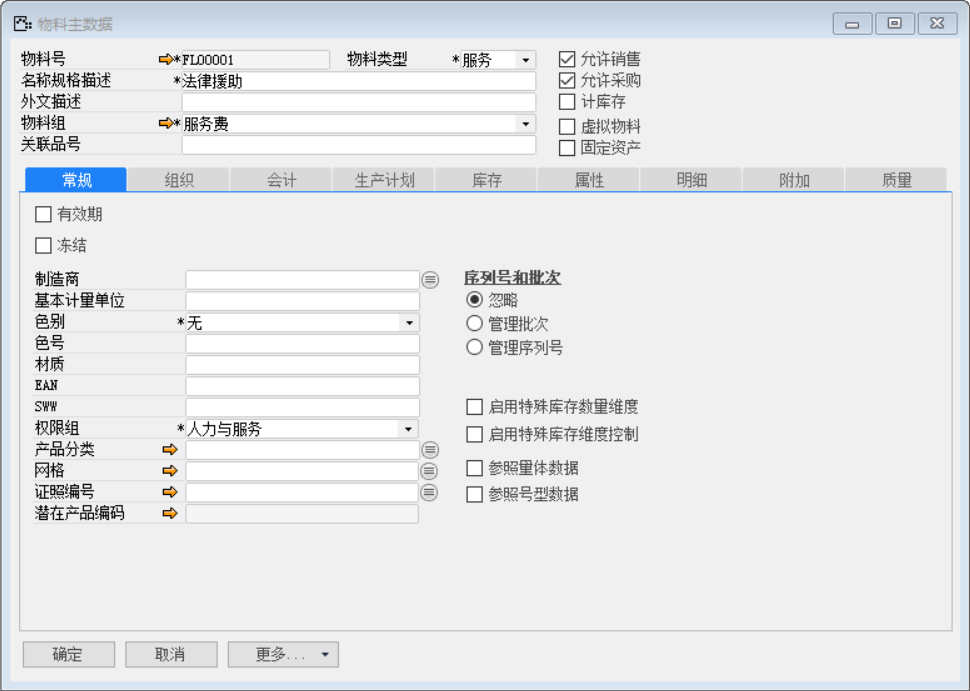 物料主数据
物料号 *FL00001 物料类型 *服务 允许销售
名称规格描述 *法律援助 允许采购
外文描述 计库存
物料组 *服务费 虚拟物料
关联品号 固定资产
常规 组织 会计 生产计划 库存 属性 明细 附加 质量
有效期
冻结
制造商 序列号和批次
基本计量单位 忽略
色别 *无 管理批次
色号 管理序列号
材质
EAN
SWW 启用特殊库存数量维度
权限组 *人力与服务 启用特殊库存维度控制
产品分类
网格 参照量体数据
证照编号 参照号型数据
潜在产品编码
确定 取消 更多...